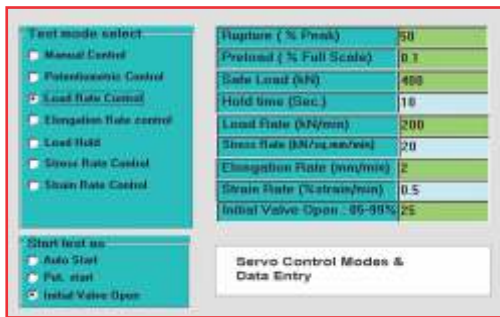 Test mode select
Manual Control
Potentiometric Control
Load Rate Control
Elongation Rate control
Load Hold
Stress Rate Control
Strain Rate Control
Start test as
Auto Start
Pot. start
Initial Valve Open
Rupture ( % Peak) 50
Preload ( % Full Scale) 0.1
Safe Load (kN) 400
Hold time (Sec.) 10
Load Rate (kN/min) 200
Stress Rate (kN/sq.mm/min) 20
Elongation Rate (mm/min) 2
Strain Rate (%strain/min) 0.5
Initial Valve Open : 05-99% 25
Servo Control Modes &
Data Entry